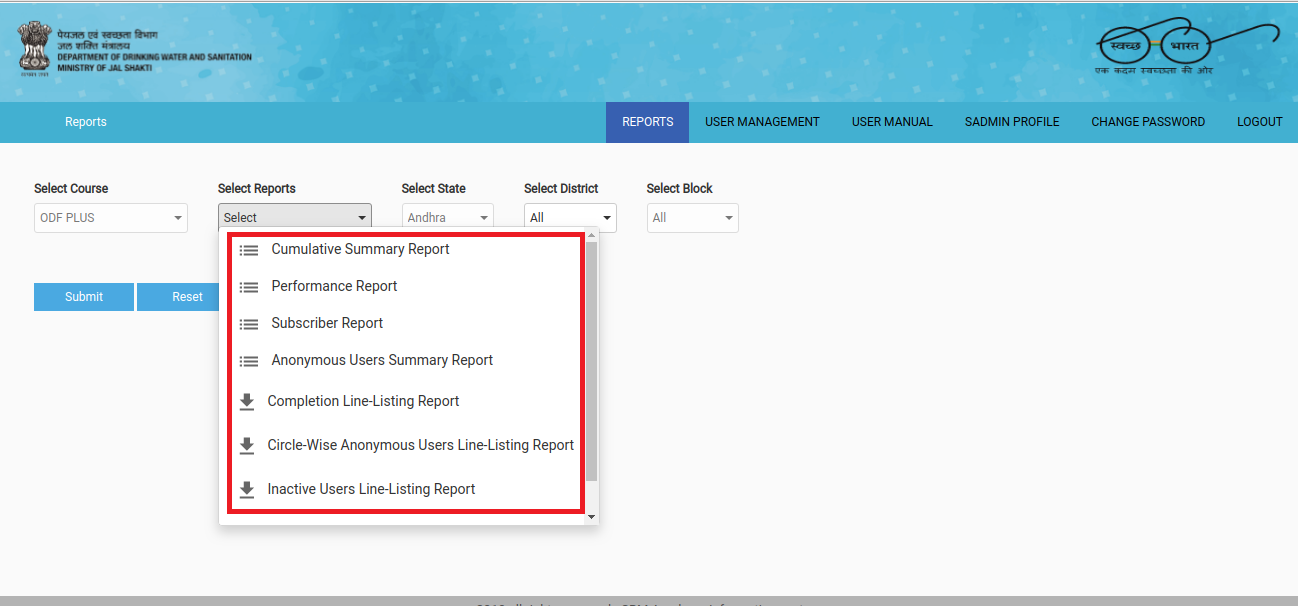 पेयजल एवं स्वच्छता विभाग
जल शक्ति मंत्रालय
DEPARTMENT OF DRINKING WATER AND SANITATION
MINISTRY OF JAL SHAKTI
स्वच्छ भारत
एक कदम स्वच्छता की ओर
Reports
REPORTS USER MANAGEMENT USER MANUAL SADMIN PROFILE CHANGE PASSWORD LOGOUT
Select Course Select Reports Select State Select District Select Block
ODF PLUS Select Andhra All All
Cumulative Summary Report
Performance Report
Submit Reset
Subscriber Report
Anonymous Users Summary Report
Completion Line-Listing Report
Circle-Wise Anonymous Users Line-Listing Report
Inactive Users Line-Listing Report